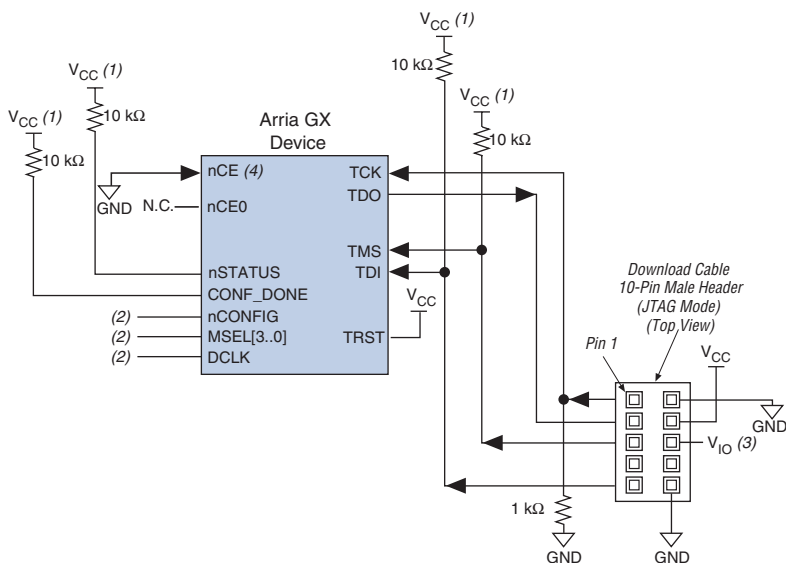 V_CC (1)
10 kΩ
V_CC (1)
10 kΩ
V_CC (1)
10 kΩ
V_CC (1)
10 kΩ
Arria GX
Device
nCE (4)
GND
N.C.
nCE0
nSTATUS
CONF_DONE
(2) nCONFIG
(2) MSEL[3..0]
(2) DCLK
TCK
TDO
TMS
TDI
TRST
V_CC
Download Cable
10-Pin Male Header
(JTAG Mode)
(Top View)
Pin 1
V_CC
GND
V_IO (3)
1 kΩ
GND
GND